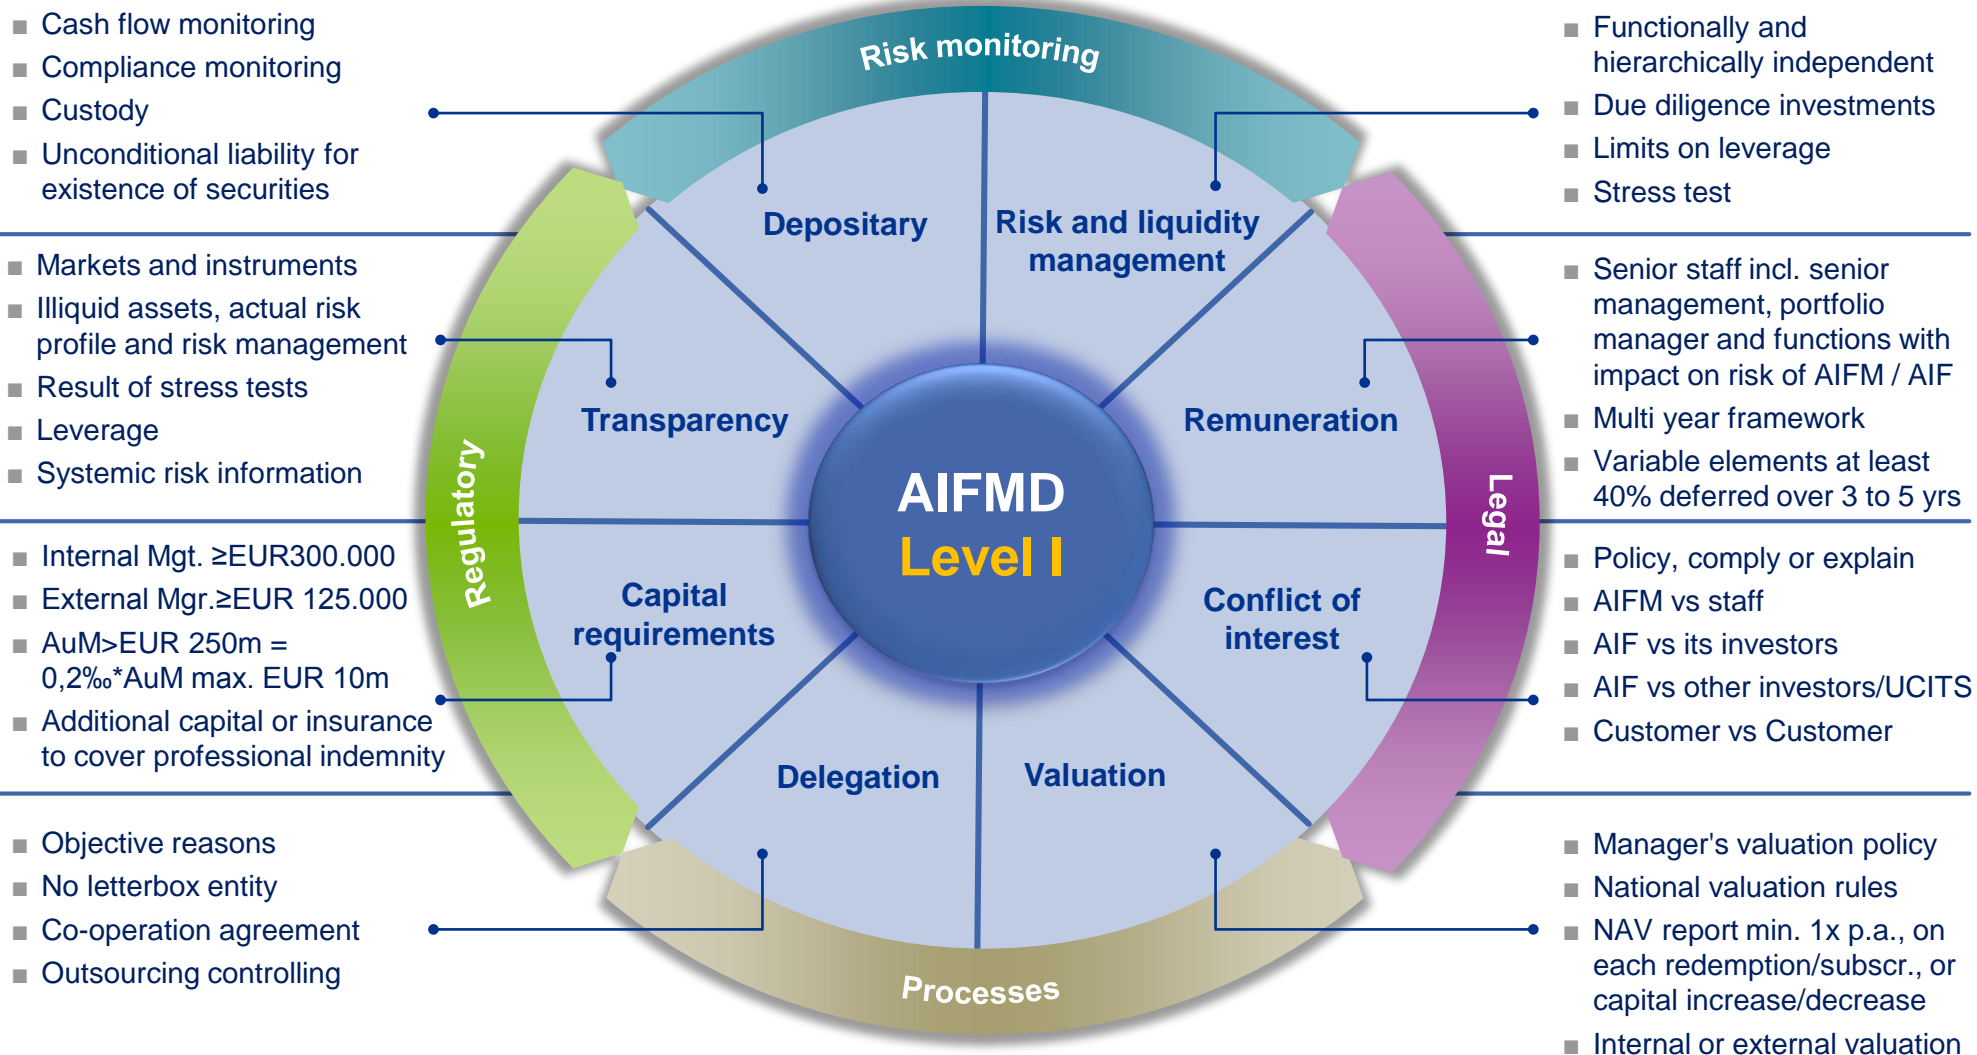 Cash flow monitoring
Compliance monitoring
Custody
Unconditional liability for
existence of securities
Risk monitoring
Functionally and
hierarchically independent
Due diligence investments
Limits on leverage
Stress test
Depositary
Risk and liquidity
management
Markets and instruments
Illiquid assets, actual risk
profile and risk management
Result of stress tests
Leverage
Systemic risk information
Transparency
Remuneration
Senior staff incl. senior
management, portfolio
manager and functions with
impact on risk of AIFM / AIF
Multi year framework
Variable elements at least
40% deferred over 3 to 5 yrs
Regulatory
AIFMD
Level I
Legal
Internal Mgt. ≥EUR300.000
External Mgr.≥EUR 125.000
AuM>EUR 250m =
0,2‰*AuM max. EUR 10m
Additional capital or insurance
to cover professional indemnity
Capital
requirements
Conflict of
interest
Policy, comply or explain
AIFM vs staff
AIF vs its investors
AIF vs other investors/UCITS
Customer vs Customer
Delegation
Valuation
Objective reasons
No letterbox entity
Co-operation agreement
Outsourcing controlling
Processes
Manager's valuation policy
National valuation rules
NAV report min. 1x p.a., on
each redemption/subscr., or
capital increase/decrease
Internal or external valuation